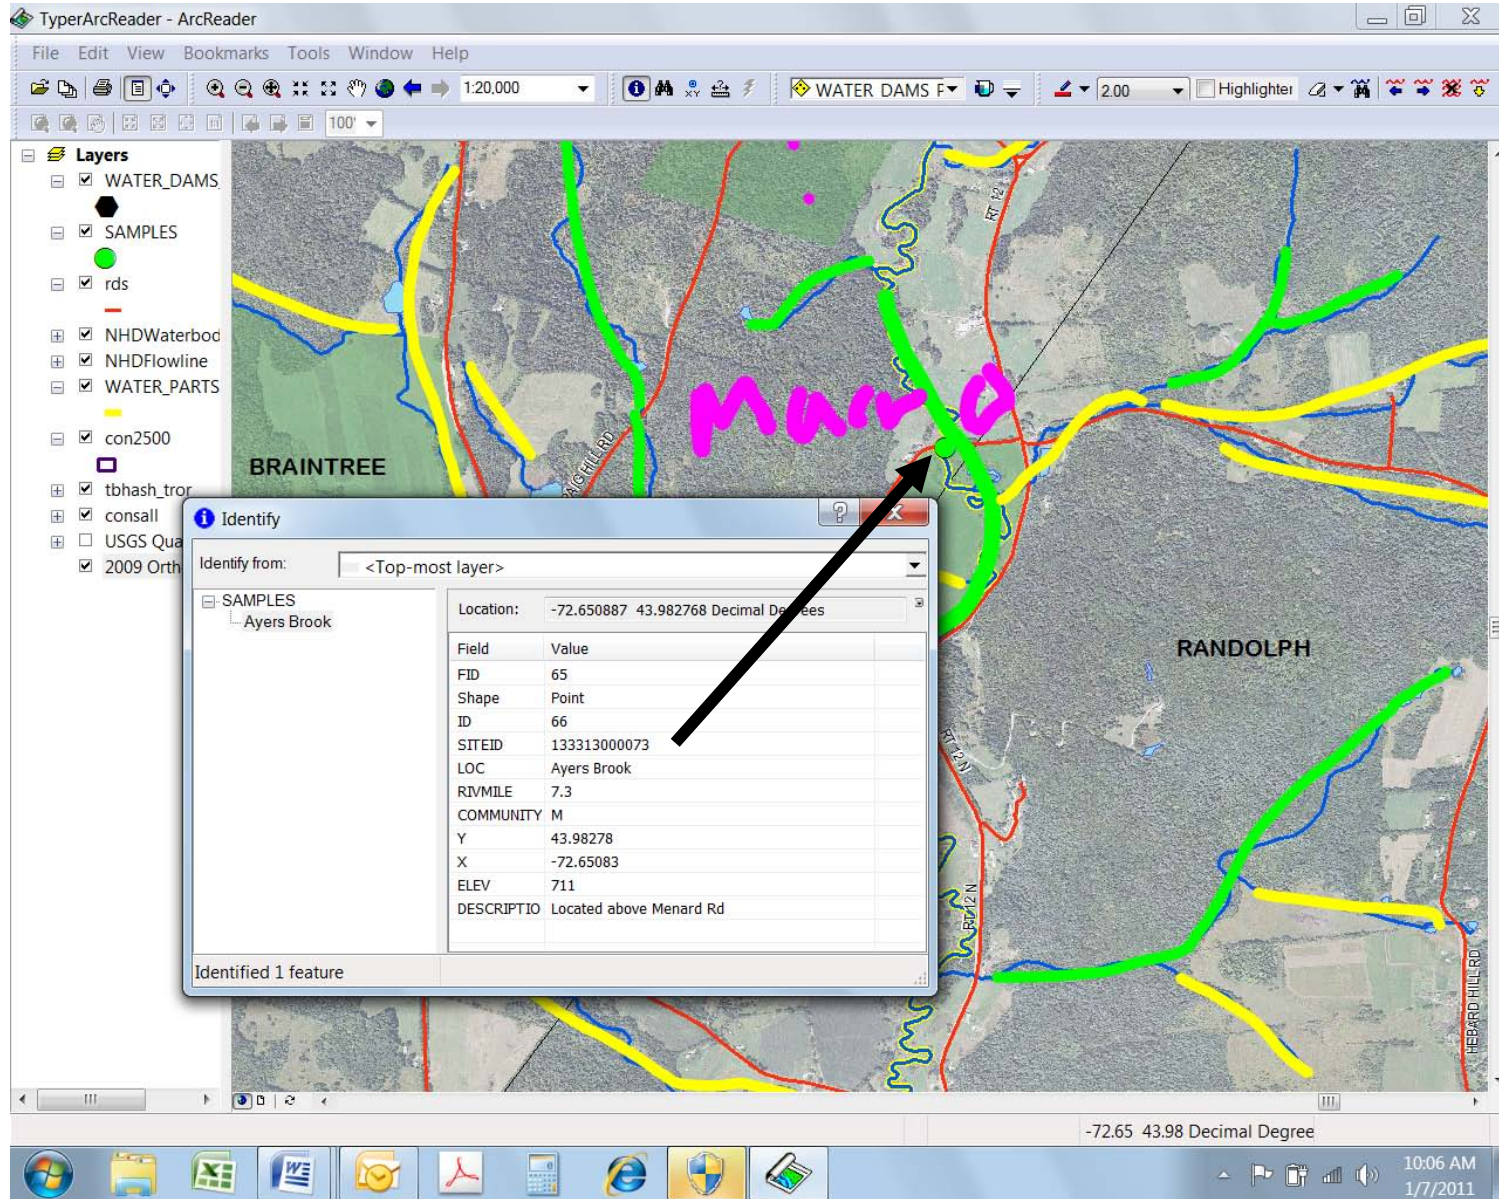 TyperArcReader - ArcReader
File Edit View Bookmarks Tools Window Help
1:20,000
WATER DAMS
2.00
Highlighter
100'
Layers
WATER_DAMS
SAMPLES
rds
NHDWaterbod
NHDFlowline
WATER_PARTS
con2500
tbhash_tror
consall
USGS Qua
2009 Orth
RT 12
BRAINTREE
RANDOLPH
RT 12 N
RT 12 N
HEBARD HILL RD
Identify
Identify from: <Top-most layer>
SAMPLES
Ayers Brook
Location: -72.650887 43.982768 Decimal Degrees
Field Value
FID 65
Shape Point
ID 66
SITEID 133313000073
LOC Ayers Brook
RIVMILE 7.3
COMMUNITY M
Y 43.98278
X -72.65083
ELEV 711
DESCRIPTIO Located above Menard Rd
Identified 1 feature
-72.65 43.98 Decimal Degree
10:06 AM
1/7/2011